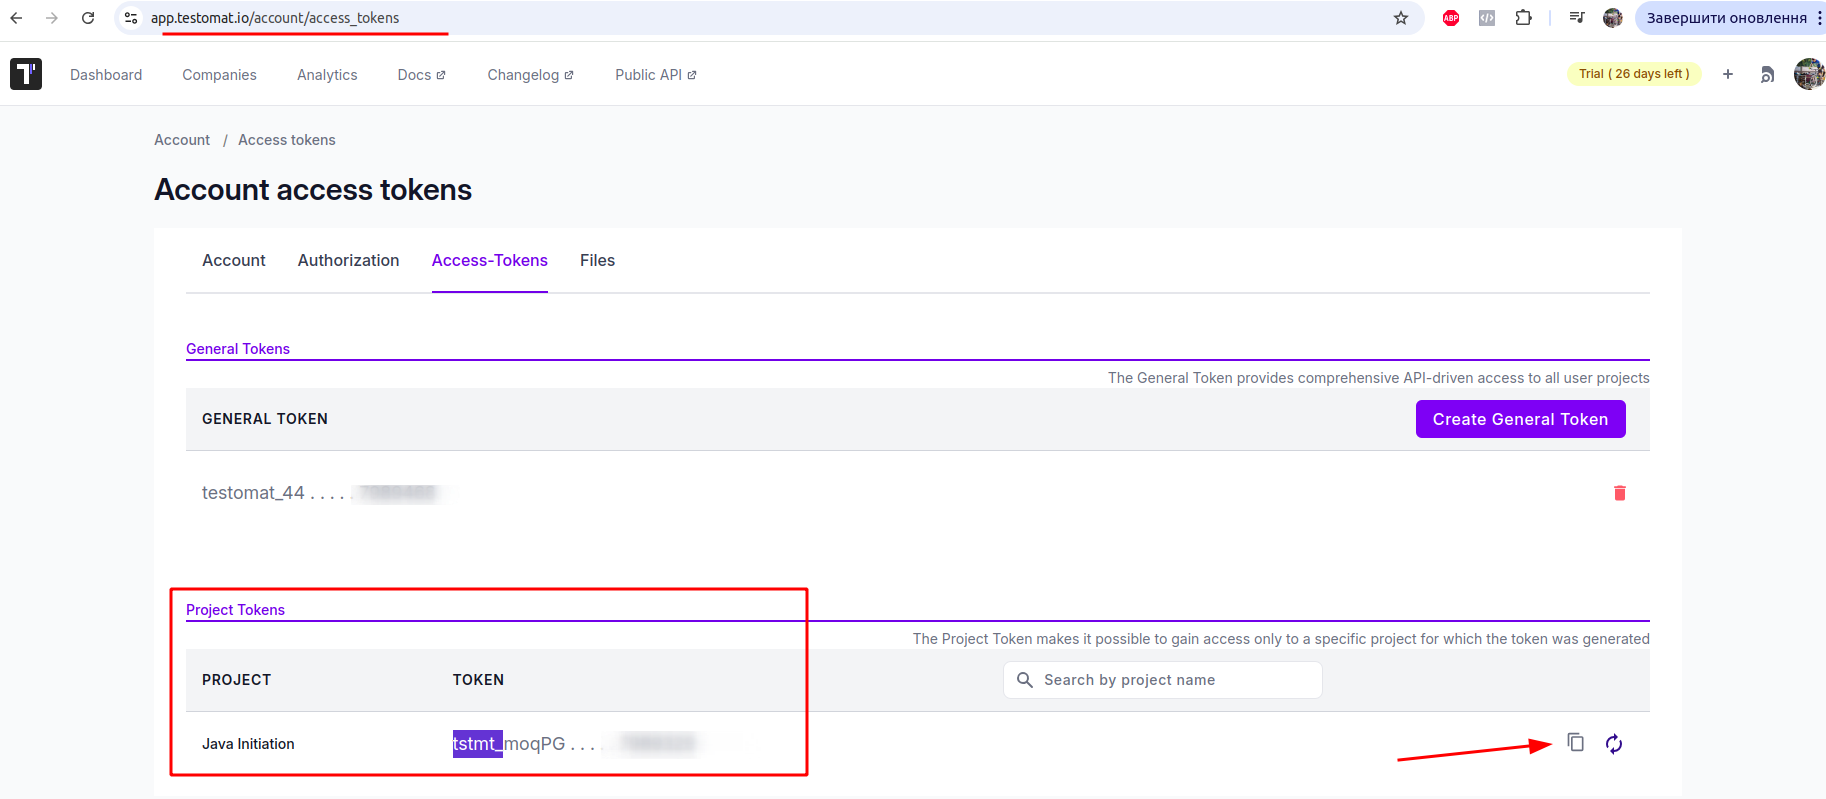 app.testomat.io/account/access_tokens
ABP
Завершити оновлення
Dashboard Companies Analytics Docs Changelog Public API
Trial ( 26 days left )
Account / Access tokens
Account access tokens
Account Authorization Access-Tokens Files
General Tokens
The General Token provides comprehensive API-driven access to all user projects
GENERAL TOKEN
Create General Token
testomat_44 . . . . .
Project Tokens
The Project Token makes it possible to gain access only to a specific project for which the token was generated
PROJECT TOKEN
Search by project name
Java Initiation tstmt_moqPG . . . .